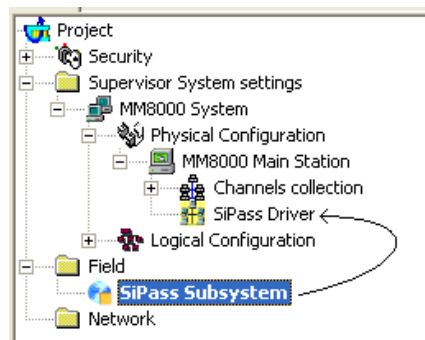 Project
Security
Supervisor System settings
MM8000 System
Physical Configuration
MM8000 Main Station
Channels collection
SiPass Driver
Logical Configuration
Field
SiPass Subsystem
Network